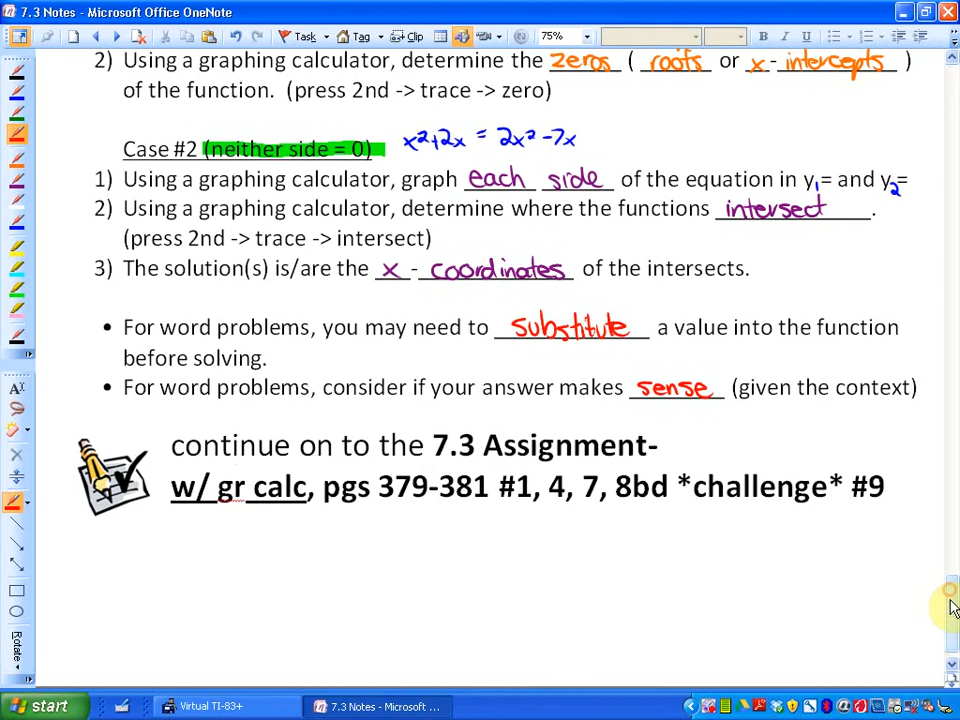 7.3 Notes - Microsoft Office OneNote
Task Tag Clip 75% B I U
2) Using a graphing calculator, determine the zeros ( roots or x - intercepts )
of the function. (press 2nd -> trace -> zero)
Case #2 (neither side = 0) x²+2x = 2x² -7x
1) Using a graphing calculator, graph each side of the equation in y1= and y2=
2) Using a graphing calculator, determine where the functions intersect.
(press 2nd -> trace -> intersect)
3) The solution(s) is/are the x - coordinates of the intersects.
• For word problems, you may need to substitute a value into the function
before solving.
• For word problems, consider if your answer makes sense (given the context)
continue on to the 7.3 Assignment-
w/ gr calc, pgs 379-381 #1, 4, 7, 8bd *challenge* #9
Rotate
start Virtual TI-83+ 7.3 Notes - Microsoft ...